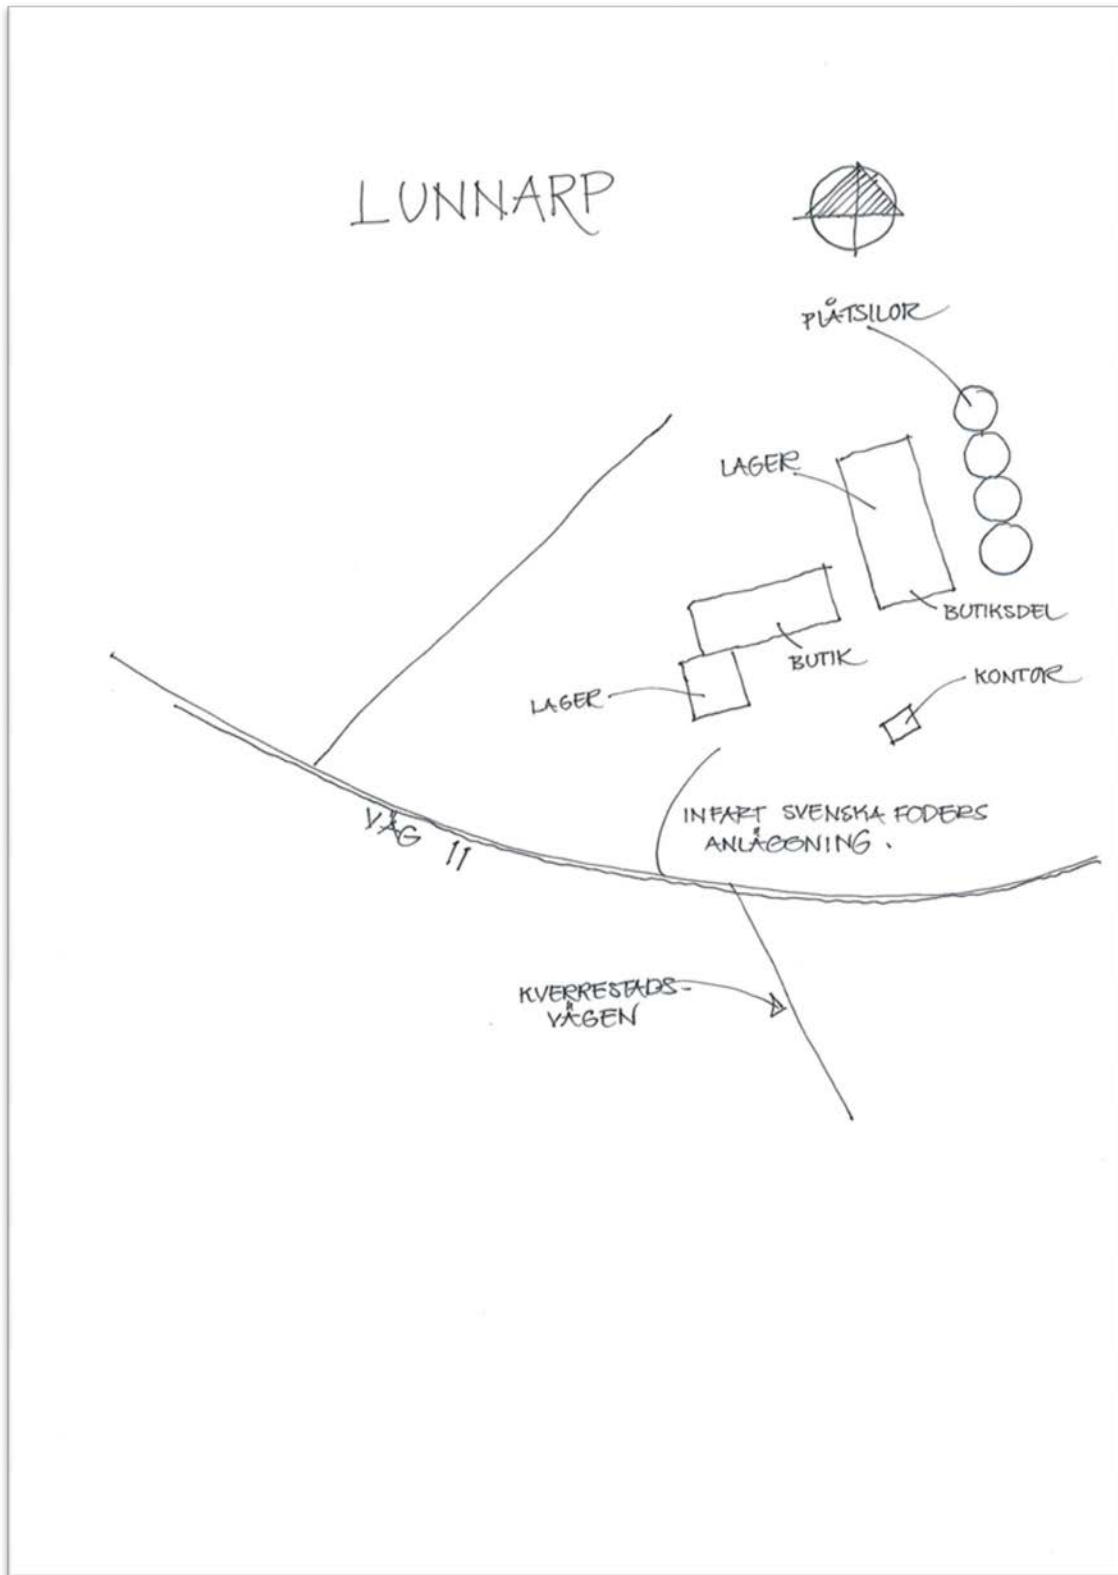 LUNNARP
PLÅTSILOR
LAGER
BUTIKSDEL
BUTIK
KONTOR
LAGER
INFART SVENSKA FODERS
ANLÄGGNING.
VÄG 11
KVERRESTADS-
VÄGEN